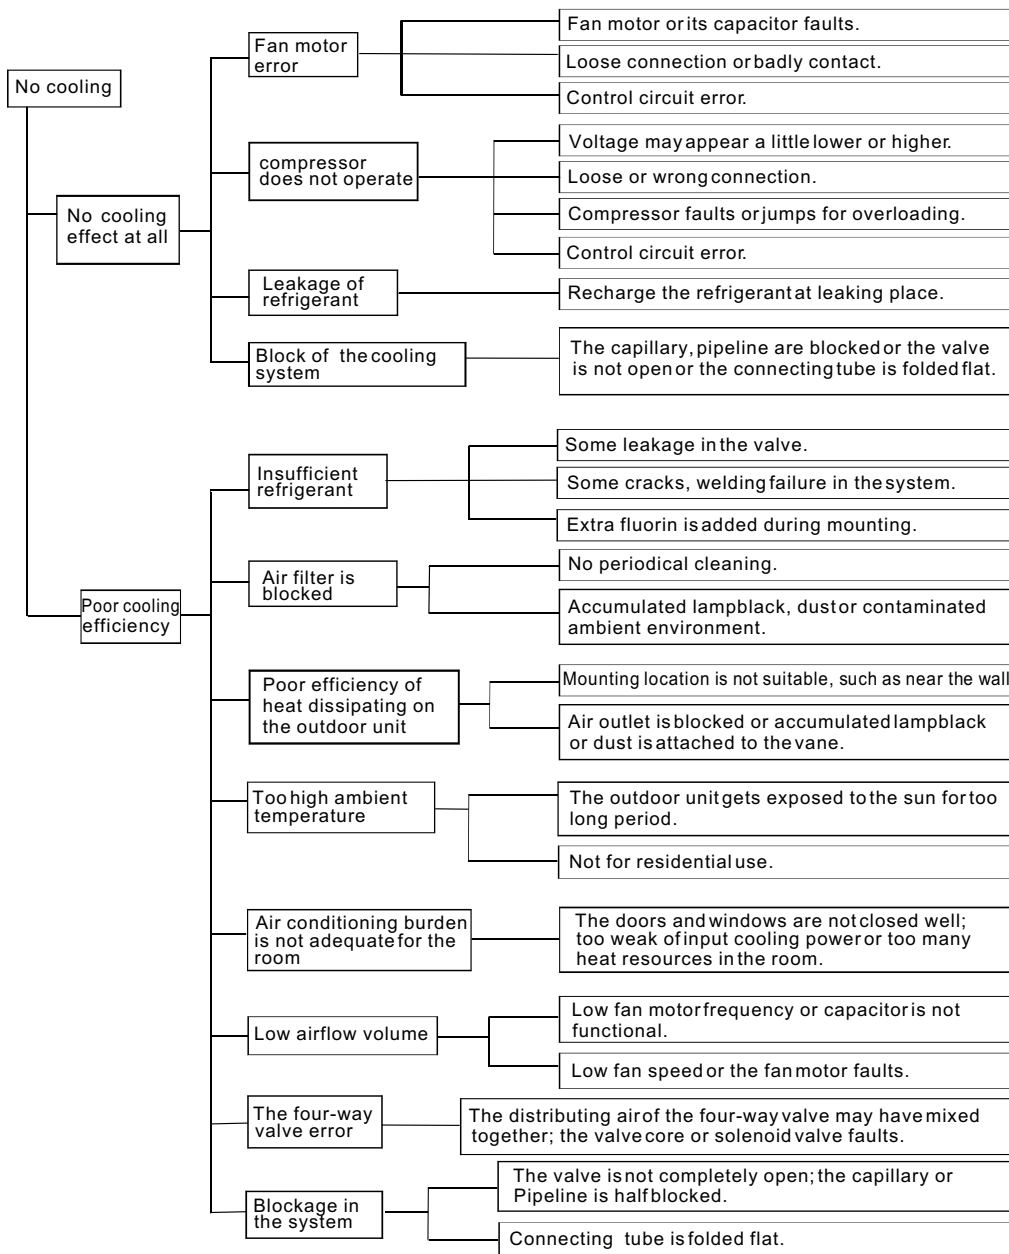 No cooling
No cooling
effect at all
Fan motor
error
Fan motor or its capacitor faults.
Loose connection or badly contact.
Control circuit error.
compressor
does not operate
Voltage may appear a little lower or higher.
Loose or wrong connection.
Compressor faults or jumps for overloading.
Control circuit error.
Leakage of
refrigerant
Recharge the refrigerant at leaking place.
Block of the cooling
system
The capillary, pipeline are blocked or the valve
is not open or the connecting tube is folded flat.
Poor cooling
efficiency
Insufficient
refrigerant
Some leakage in the valve.
Some cracks, welding failure in the system.
Extra fluorin is added during mounting.
Air filter is
blocked
No periodical cleaning.
Accumulated lampblack, dust or contaminated
ambient environment.
Poor efficiency of
heat dissipating on
the outdoor unit
Mounting location is not suitable, such as near the wall
Air outlet is blocked or accumulated lampblack
or dust is attached to the vane.
Too high ambient
temperature
The outdoor unit gets exposed to the sun for too
long period.
Not for residential use.
Air conditioning burden
is not adequate for the
room
The doors and windows are not closed well;
too weak of input cooling power or too many
heat resources in the room.
Low airflow volume
Low fan motor frequency or capacitor is not
functional.
Low fan speed or the fan motor faults.
The four-way
valve error
The distributing air of the four-way valve may have mixed
together; the valve core or solenoid valve faults.
Blockage in
the system
The valve is not completely open; the capillary or
Pipeline is half blocked.
Connecting tube is folded flat.